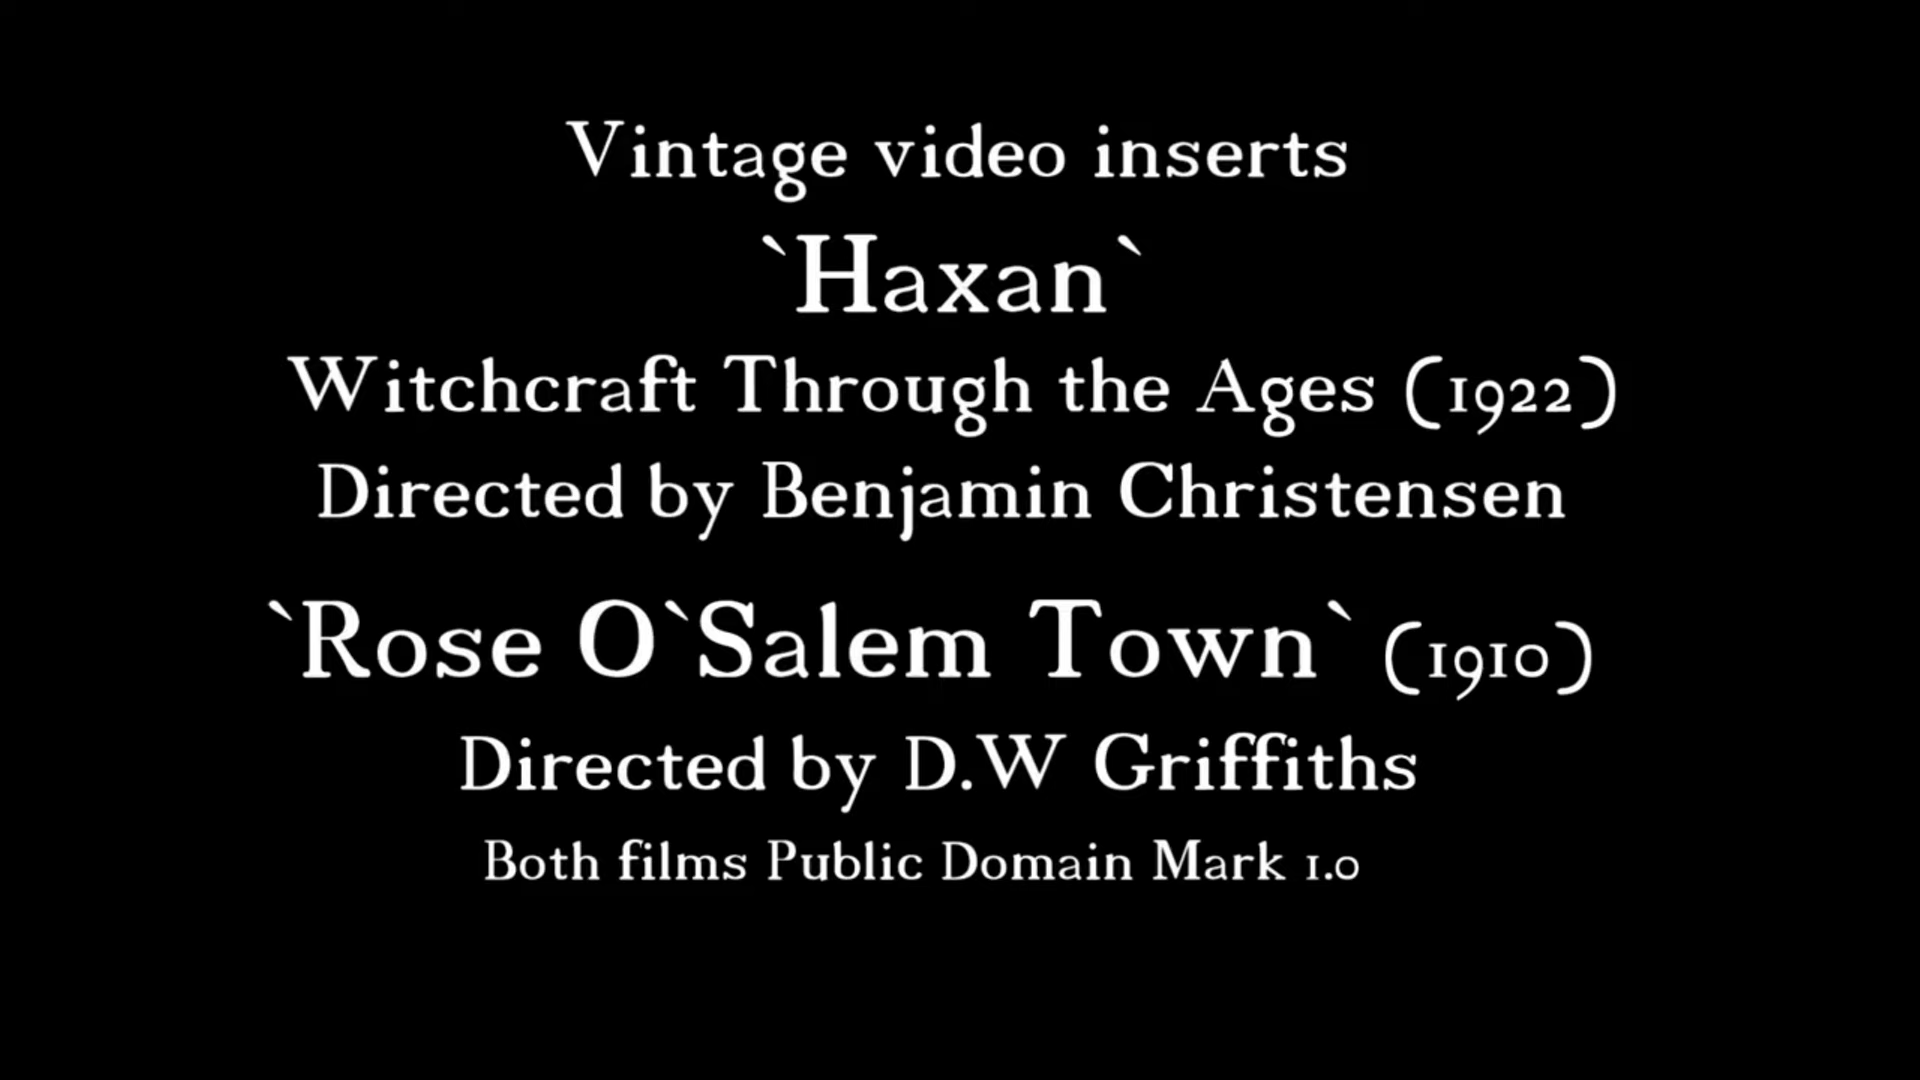 Vintage video inserts
`Haxan`
Witchcraft Through the Ages (1922)
Directed by Benjamin Christensen
`Rose O`Salem Town` (1910)
Directed by D.W Griffiths
Both films Public Domain Mark 1.0